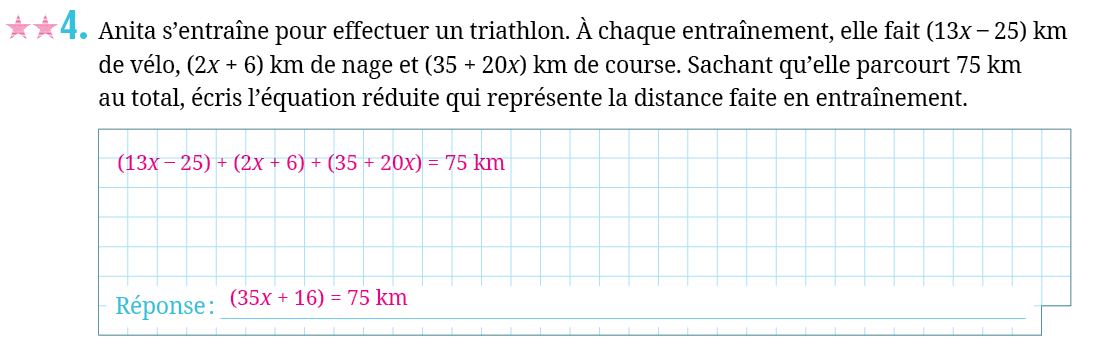 4. Anita s’entraîne pour effectuer un triathlon. À chaque entraînement, elle fait (13x – 25) km
de vélo, (2x + 6) km de nage et (35 + 20x) km de course. Sachant qu’elle parcourt 75 km
au total, écris l’équation réduite qui représente la distance faite en entraînement.
(13x – 25) + (2x + 6) + (35 + 20x) = 75 km
Réponse : (35x + 16) = 75 km